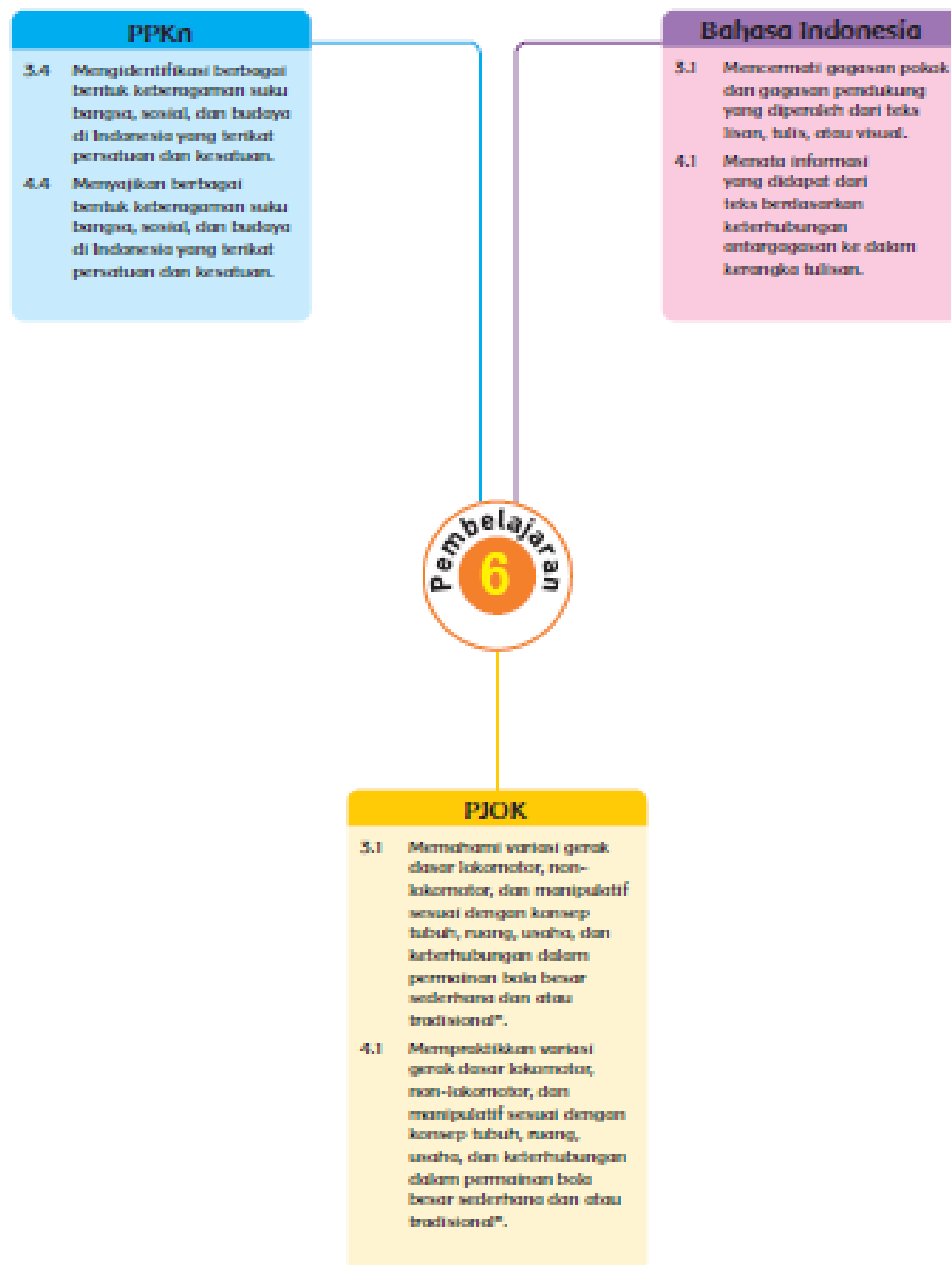 PPKn
3.4 Mengidentifikasi berbagai
bentuk keberagaman suku
bangsa, sosial, dan budaya
di Indonesia yang terikat
persatuan dan kesatuan.
4.4 Menyajikan berbagai
bentuk keberagaman suku
bangsa, sosial, dan budaya
di Indonesia yang terikat
persatuan dan kesatuan.
Bahasa Indonesia
3.1 Mencermati gagasan pokok
dan gagasan pendukung
yang diperoleh dari teks
lisan, tulis, atau visual.
4.1 Menata informasi
yang didapat dari
teks berdasarkan
keterhubungan
antargagasan ke dalam
kerangka tulisan.
Pembelajaran
6
PJOK
3.1 Memahami variasi gerak
dasar lokomotor, non-
lokomotor, dan manipulatif
sesuai dengan konsep
tubuh, ruang, usaha, dan
keterhubungan dalam
permainan bola besar
sederhana dan atau
tradisional*.
4.1 Mempraktikkan variasi
gerak dasar lokomotor,
non-lokomotor, dan
manipulatif sesuai dengan
konsep tubuh, ruang,
usaha, dan keterhubungan
dalam permainan bola
besar sederhana dan atau
tradisional*.